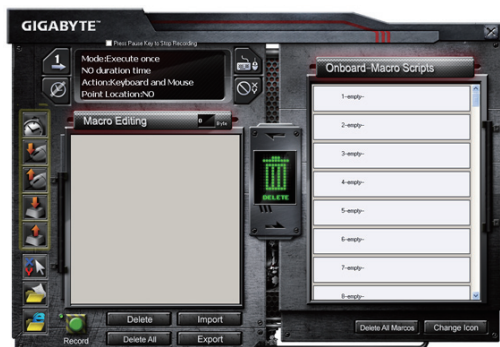 GIGABYTE
Press Pause Key to Stop Recording
1
Mode:Execute once
NO duration time
Action:Keyboard and Mouse
Point Location:NO
Macro Editing
0 Byte
DELETE
Record
Delete
Import
Delete All
Export
Onboard-Macro Scripts
1-empty-
2-empty-
3-empty-
4-empty-
5-empty-
6-empty-
7-empty-
8-empty-
Delete All Marcos
Change Icon